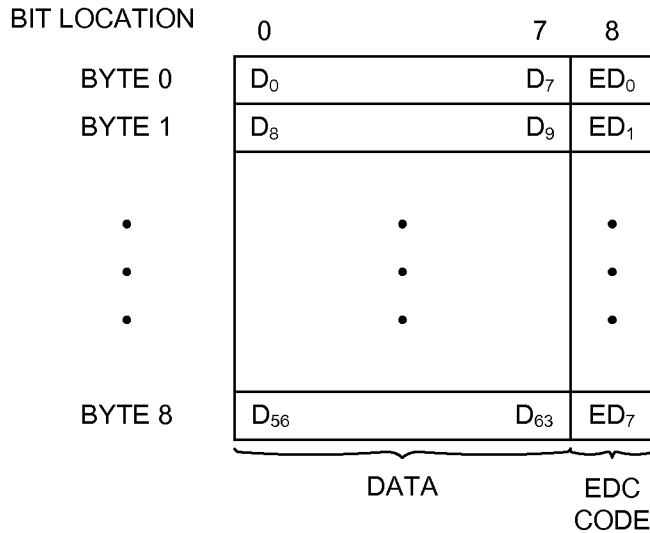 BIT LOCATION 0 7 8
BYTE 0 D₀ D₇ ED₀
BYTE 1 D₈ D₉ ED₁
BYTE 8 D₅₆ D₆₃ ED₇
DATA EDC
CODE